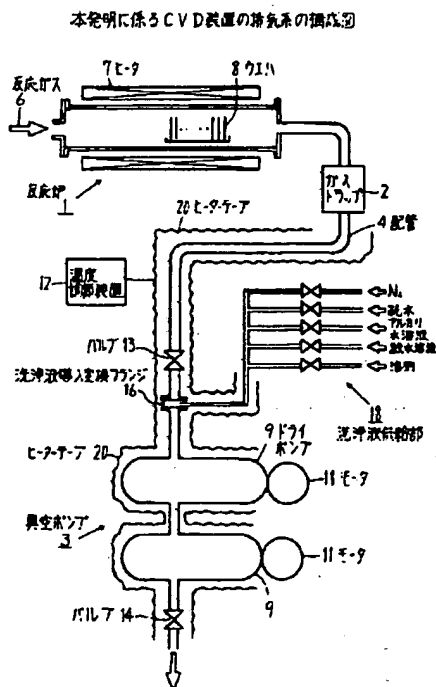 本発明に係るCVD装置の排気系の構成図
7ヒータ
8ウエハ
反応ガス
6
反応炉
1
ガス
トラップ
2
4配管
20ヒーターテープ
12
温度
制御装置
バルブ13
洗浄液導入変換フランジ
16
N₂
純水
アルカリ
水溶液
酸水溶液
溶剤
18
洗浄液供給部
ヒーターテープ20
9ドライ
ポンプ
11モータ
真空ポンプ
3
11モータ
9
バルブ14